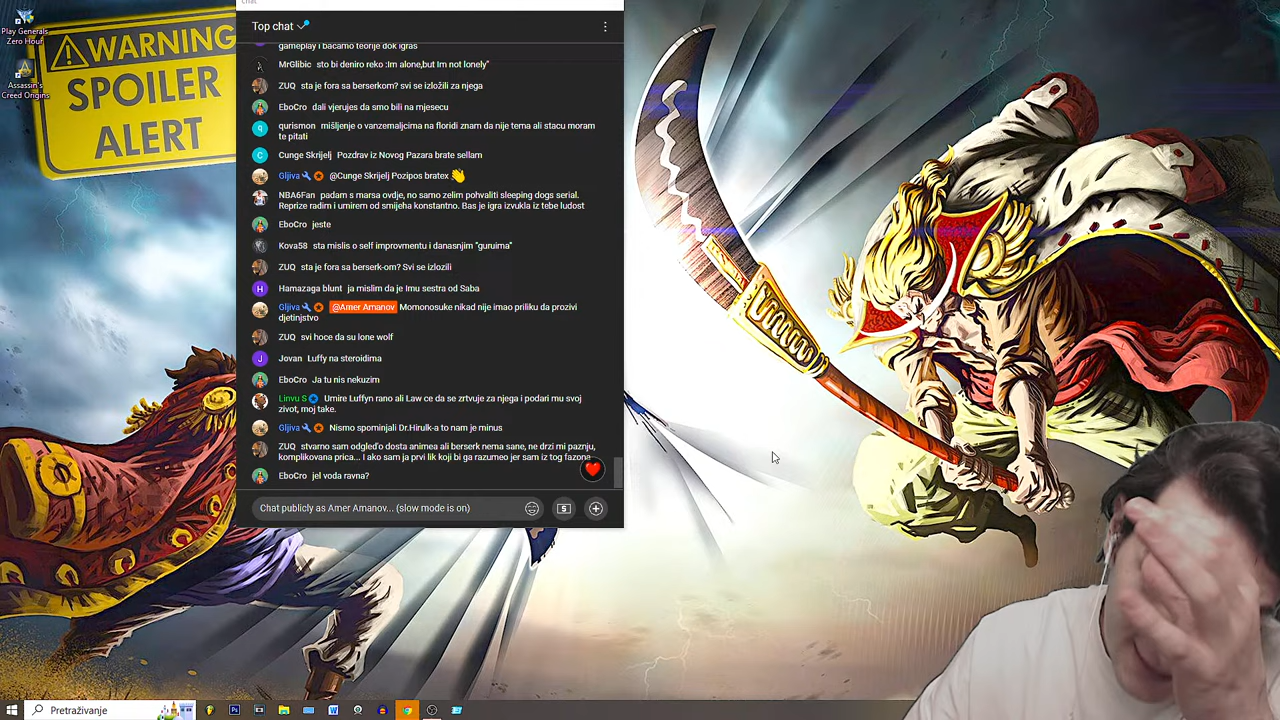 Play Generals
Zero Hour
Assassin's
Creed Origins
WARNING
SPOILER
ALERT
Top chat
gameplay i bacamo teorije dok igras
MrGlibic sto bi deniro reko :Im alone,but Im not lonely"
ZUQ sta je fora sa berserkom? svi se izložili za njega
EboCro dali vjerujes da smo bili na mjesecu
qurismon mišljenje o vanzemaljcima na floridi znam da nije tema ali stacu moram
te pitati
Cunge Skrijelj Pozdrav iz Novog Pazara brate sellam
Gljiva @Cunge Skrijelj Pozipos bratex 👋
NBA6Fan padam s marsa ovdje, no samo zelim pohvaliti sleeping dogs serial.
Reprize radim i umirem od smijeha konstantno. Bas je igra izvukla iz tebe ludost
EboCro jeste
Kova58 sta mislis o self improvmentu i danasnjim "guruima"
ZUQ sta je fora sa berserk-om? Svi se izlozili
H Hamazaga blunt ja mislim da je Imu sestra od Saba
Gljiva @Amer Amanov Momonosuke nikad nije imao priliku da prozivi
djetinjstvo
ZUQ svi hoce da su lone wolf
J Jovan Luffy na steroidima
EboCro Ja tu nis nekuzim
Linvu S Umire Luffyn rano ali Law ce da se zrtvuje za njega i podari mu svoj
zivot, moj take.
Gljiva Nismo spominjali Dr.Hirulk-a to nam je minus
ZUQ stvarno sam odgleďo dosta animea ali berserk nema sane, ne drzi mi paznju,
komplikovana prica... I ako sam ja prvi lik koji bi ga razumeo jer sam iz tog fazona
EboCro jel voda ravna?
Chat publicly as Amer Amanov... (slow mode is on)
Pretraživanje